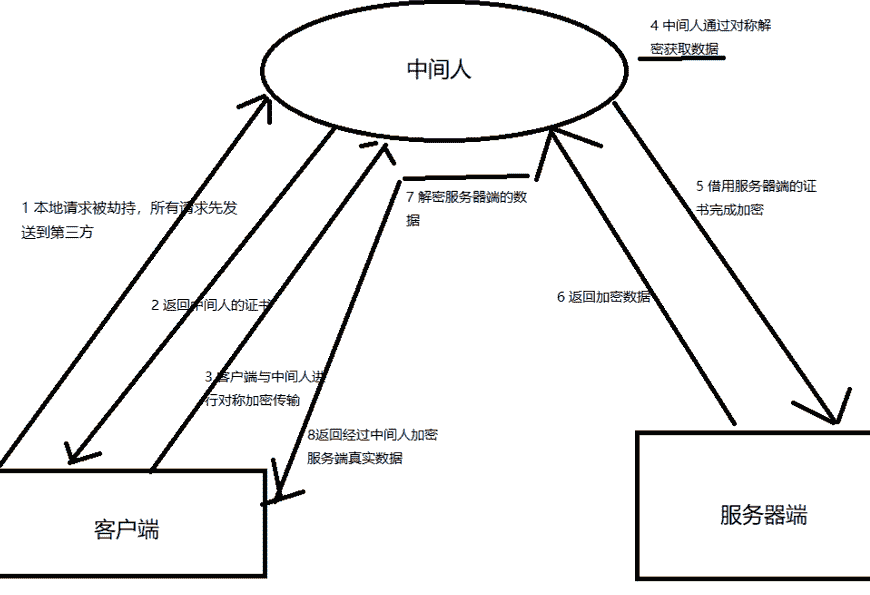 中间人
4 中间人通过对称解
密获取数据
1 本地请求被劫持，所有请求先发
送到第三方
7 解密服务器端的数
据
5 借用服务器端的证
书完成加密
2 返回中间人的证书
6 返回加密数据
3 客户端与中间人进
行对称加密传输
8返回经过中间人加密
服务端真实数据
客户端
服务器端